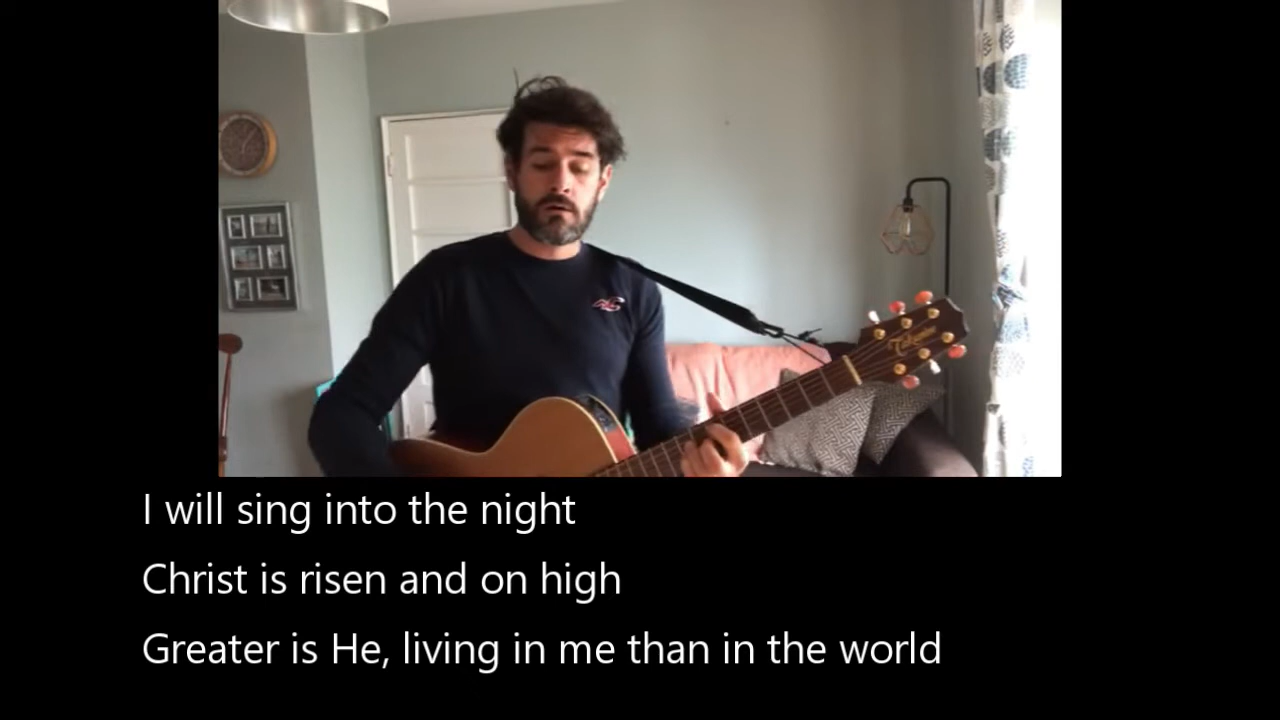 Takamine
I will sing into the night
Christ is risen and on high
Greater is He, living in me than in the world